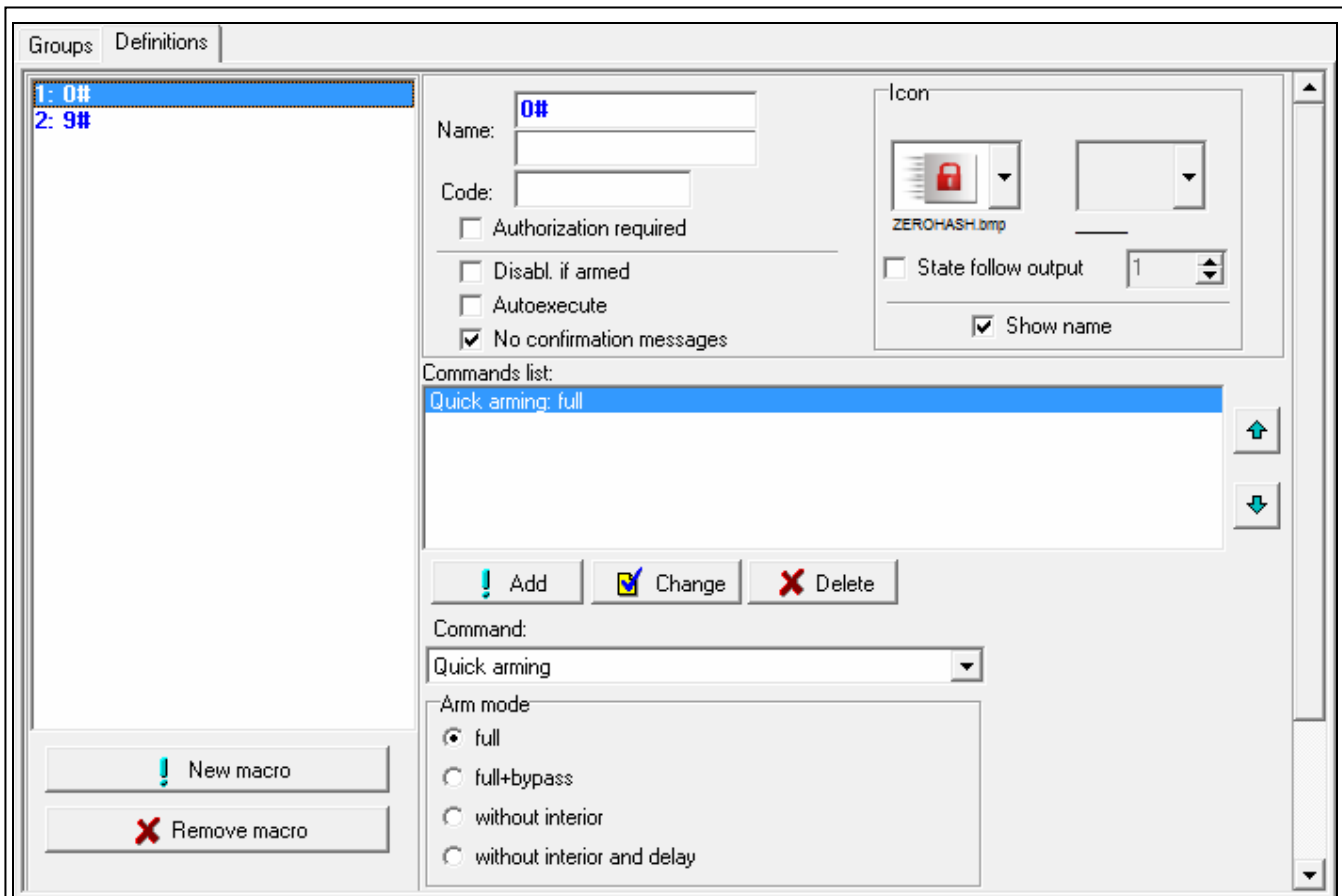 Groups
Definitions
1: 0#
2: 9#
New macro
Remove macro
Name:
0#
Code:
Authorization required
Disabl. if armed
Autoexecute
No confirmation messages
Icon
ZEROHASH.bmp
State follow output
1
Show name
Commands list:
Quick arming: full
Add
Change
Delete
Command:
Quick arming
Arm mode
full
full+bypass
without interior
without interior and delay